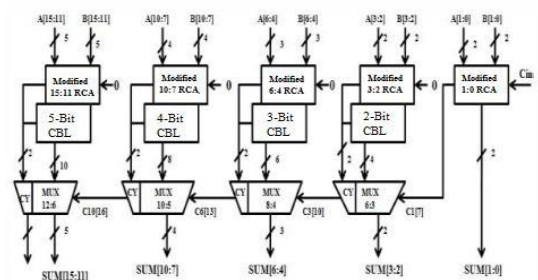 A[15:11] B[15:11] A[10:7] B[10:7] A[6:4] B[6:4] A[3:2] B[3:2] A[1:0] B[1:0]
5 5 4 4 3 3 2 2 2 2
Modified 15:11 RCA 0 Modified 10:7 RCA 0 Modified 6:4 RCA 0 Modified 3:2 RCA 0 Modified 1:0 RCA Cin
5-Bit CBL 4-Bit CBL 3-Bit CBL 2-Bit CBL
2 10 2 8 2 6 2 4 2
CY MUX 12:6 C10[16] CY MUX 10:5 C6[13] CY MUX 8:4 C3[10] CY MUX 6:3 C1[7]
5 4 3 2
SUM[15:11] SUM[10:7] SUM[6:4] SUM[3:2] SUM[1:0]